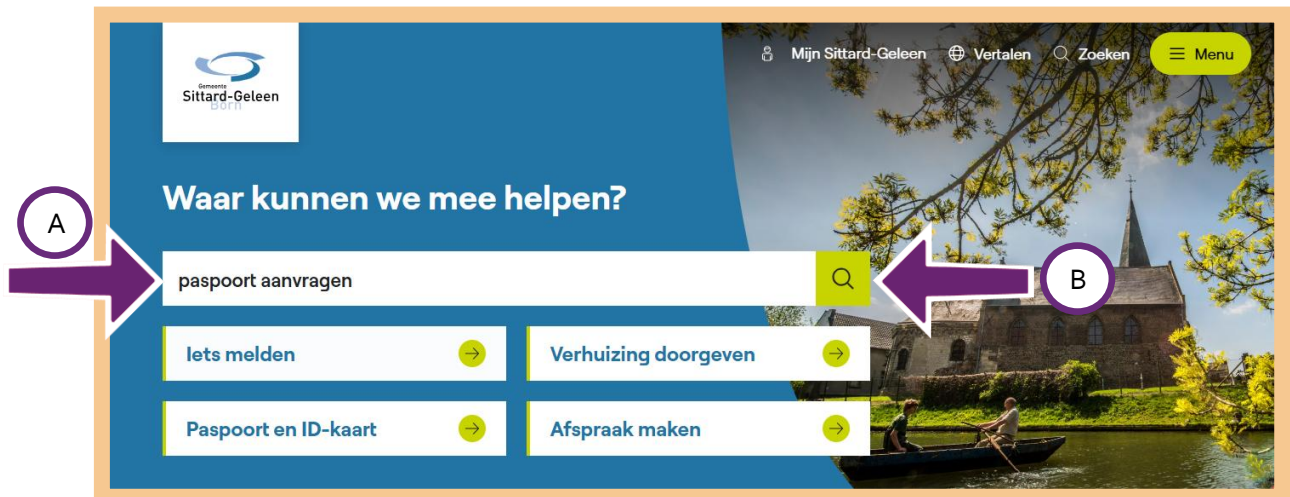 Gemeente
Sittard-Geleen
Born
Mijn Sittard-Geleen
Vertalen
Zoeken
Menu
Waar kunnen we mee helpen?
A
paspoort aanvragen
B
Iets melden
Verhuizing doorgeven
Paspoort en ID-kaart
Afspraak maken